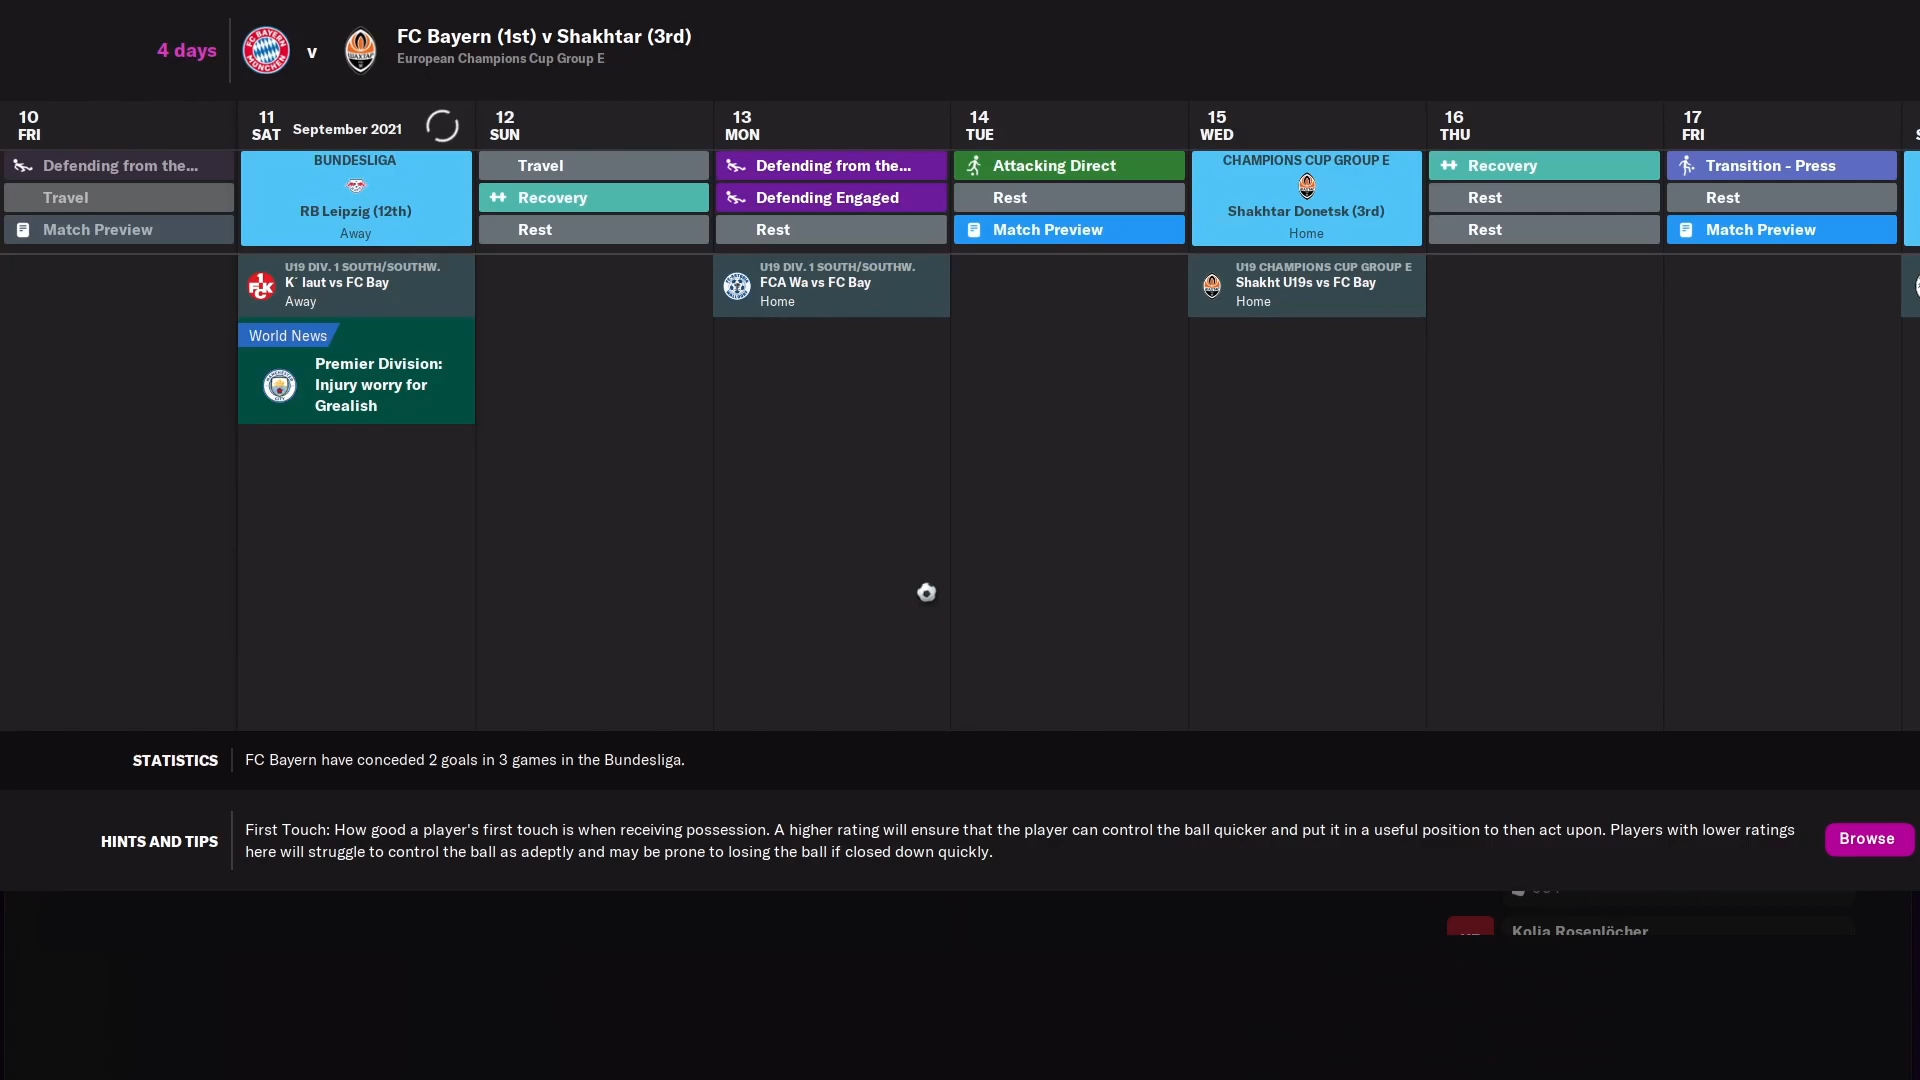 4 days
v
FC Bayern (1st) v Shakhtar (3rd)
European Champions Cup Group E
10
FRI
Defending from the...
Travel
Match Preview
11
SAT
September 2021
BUNDESLIGA
RB Leipzig (12th)
Away
U19 DIV. 1 SOUTH/SOUTHW.
K´ laut vs FC Bay
Away
World News
Premier Division:
Injury worry for
Grealish
12
SUN
Travel
Recovery
Rest
13
MON
Defending from the...
Defending Engaged
Rest
U19 DIV. 1 SOUTH/SOUTHW.
FCA Wa vs FC Bay
Home
14
TUE
Attacking Direct
Rest
Match Preview
15
WED
CHAMPIONS CUP GROUP E
Shakhtar Donetsk (3rd)
Home
U19 CHAMPIONS CUP GROUP E
Shakht U19s vs FC Bay
Home
16
THU
Recovery
Rest
Rest
17
FRI
Transition - Press
Rest
Match Preview
STATISTICS
FC Bayern have conceded 2 goals in 3 games in the Bundesliga.
HINTS AND TIPS
First Touch: How good a player's first touch is when receiving possession. A higher rating will ensure that the player can control the ball quicker and put it in a useful position to then act upon. Players with lower ratings
here will struggle to control the ball as adeptly and may be prone to losing the ball if closed down quickly.
Browse
Kolja Rosenlöcher